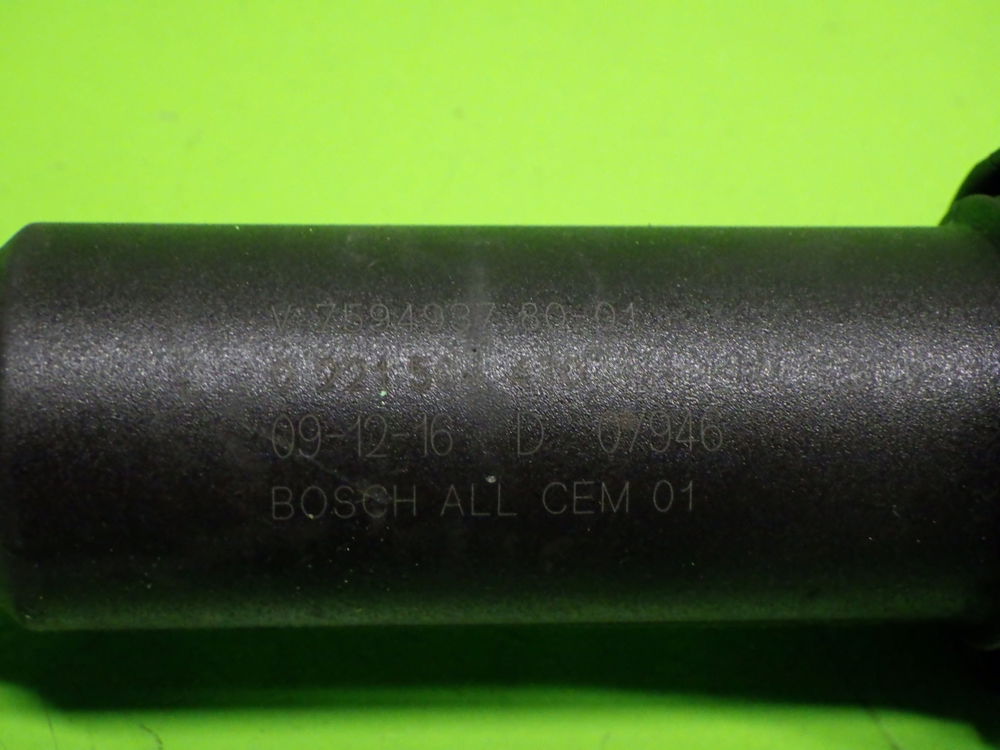 V 7594937 80-01
09-12-16 D 07946
BOSCH ALL CEM 01